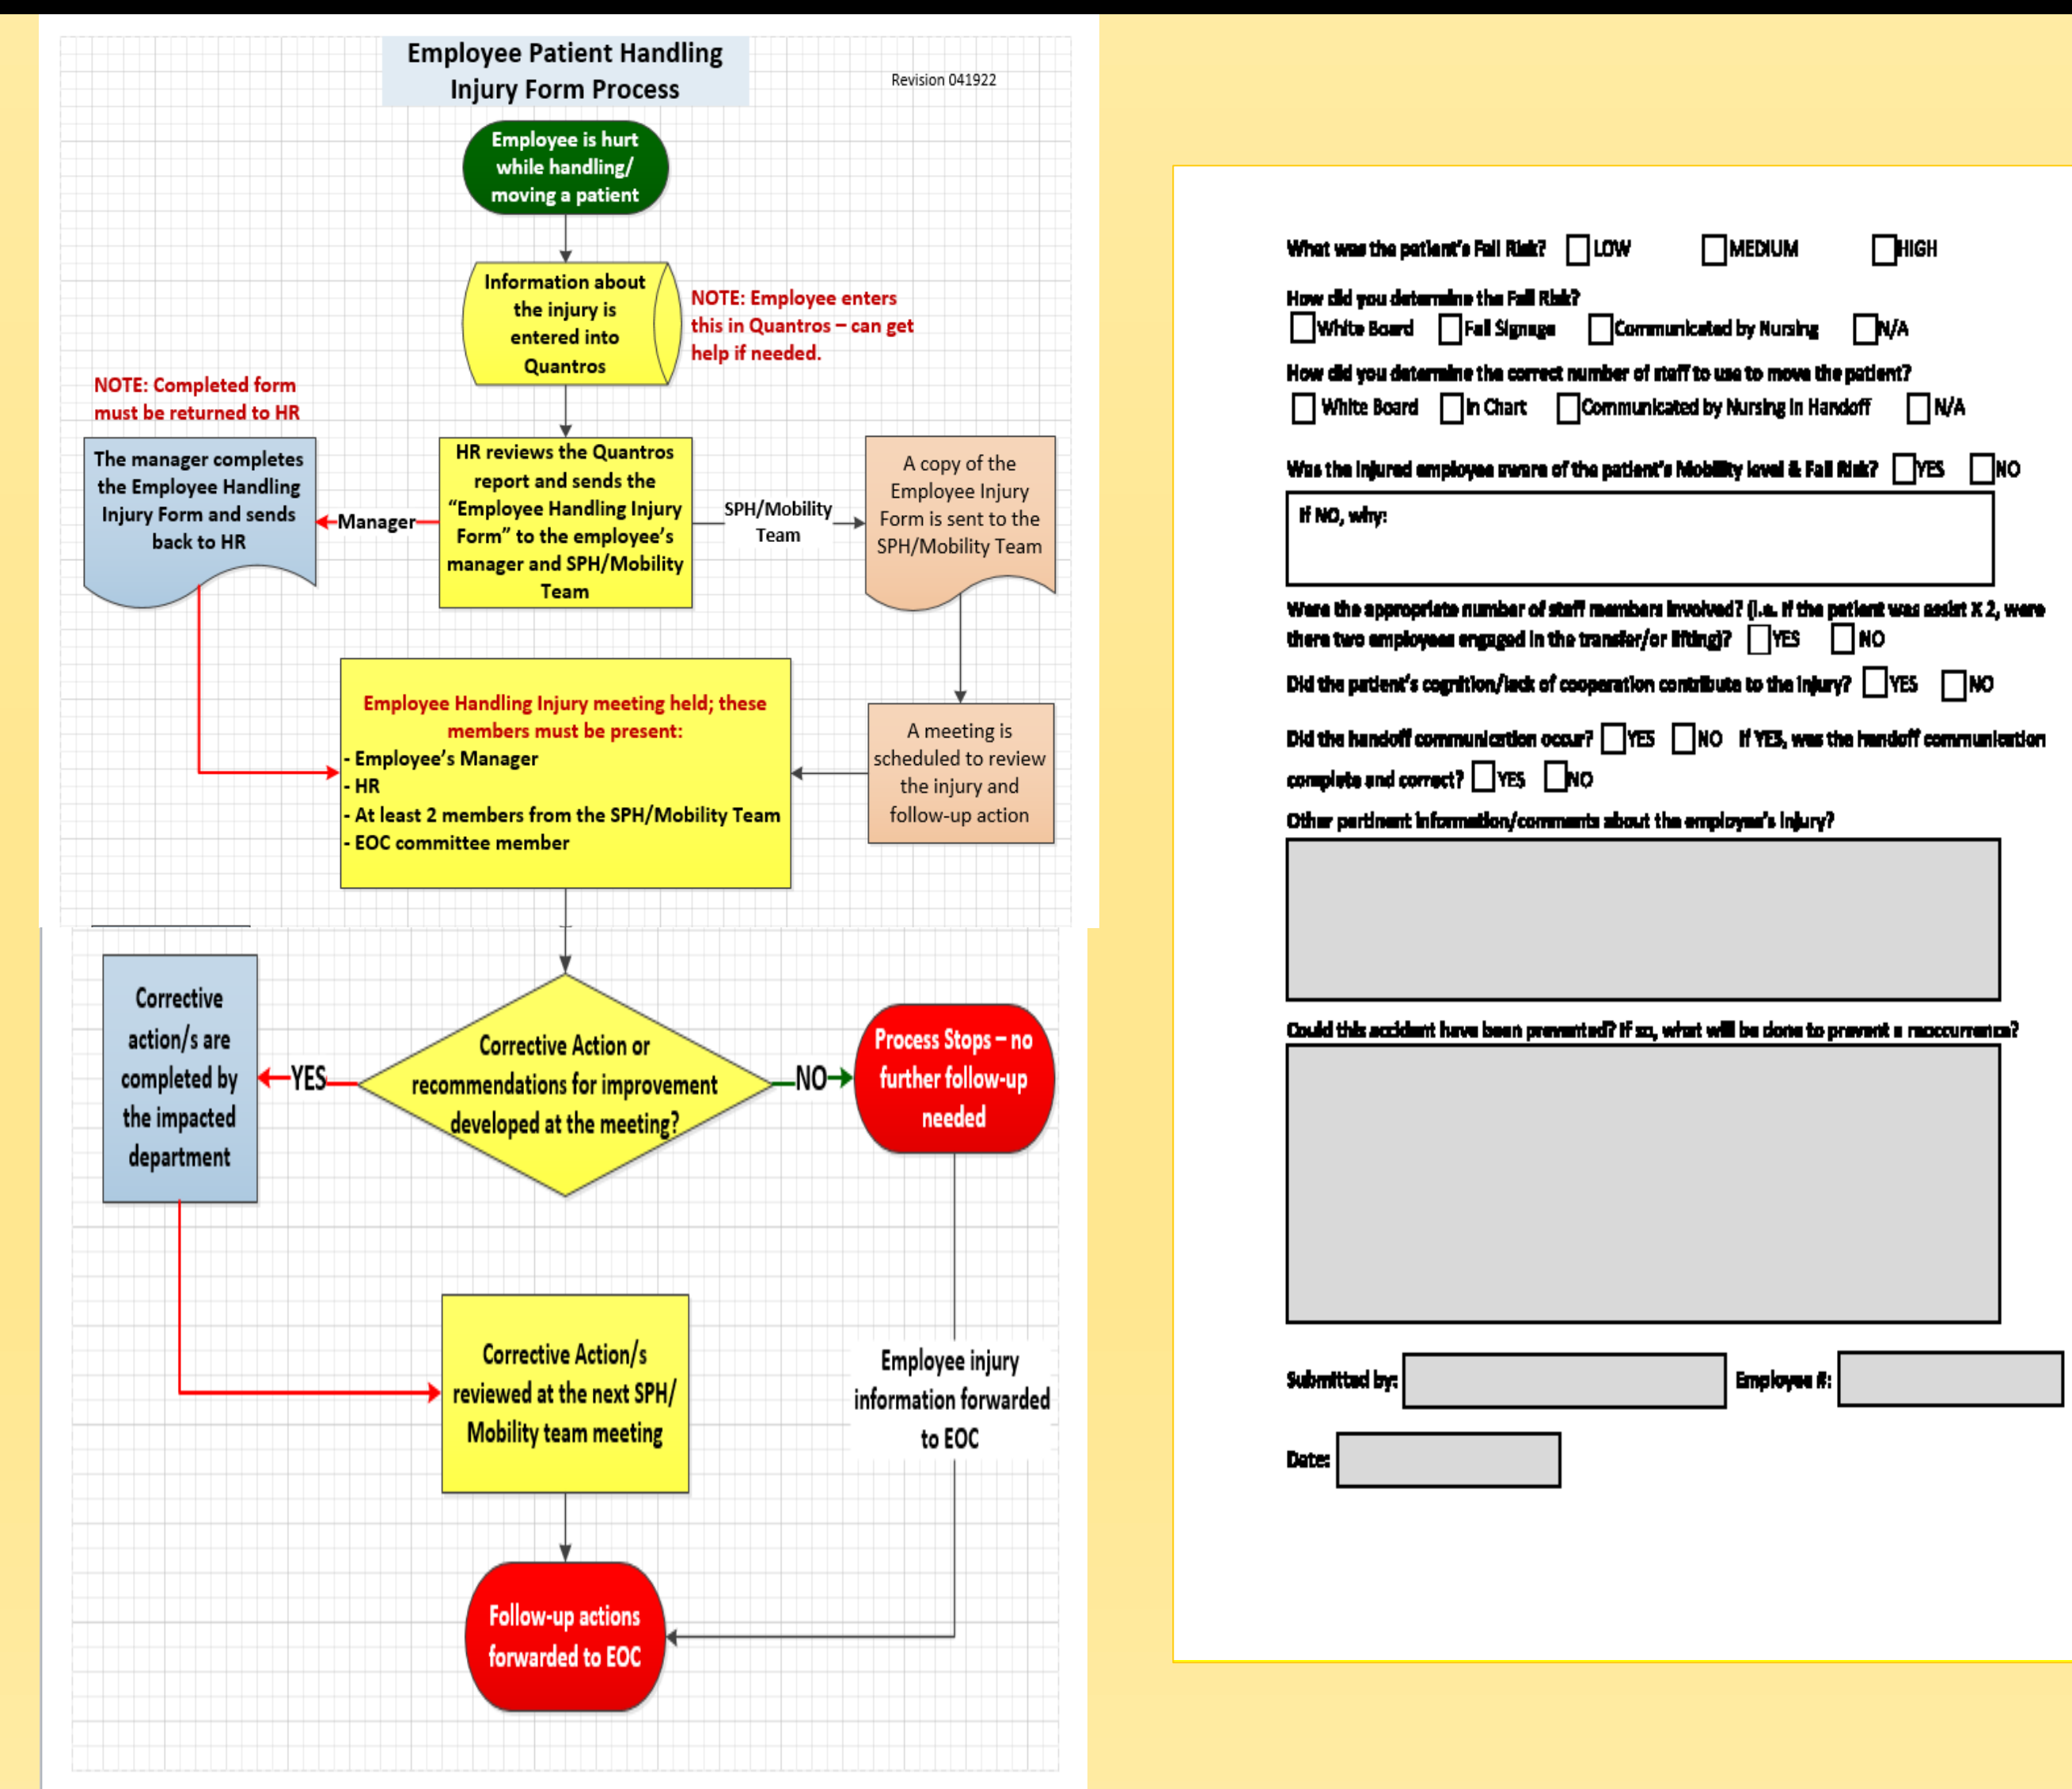 Employee Patient Handling
Injury Form Process
Revision 041922
Employee is hurt
while handling/
moving a patient
Information about
the injury is
entered into
Quantros
NOTE: Employee enters
this in Quantros – can get
help if needed.
NOTE: Completed form
must be returned to HR
The manager completes
the Employee Handling
Injury Form and sends
back to HR
Manager
HR reviews the Quantros
report and sends the
“Employee Handling Injury
Form” to the employee’s
manager and SPH/Mobility
Team
SPH/Mobility
Team
A copy of the
Employee Injury
Form is sent to the
SPH/Mobility Team
Employee Handling Injury meeting held; these
members must be present:
- Employee’s Manager
- HR
- At least 2 members from the SPH/Mobility Team
- EOC committee member
A meeting is
scheduled to review
the injury and
follow-up action
Corrective
action/s are
completed by
the impacted
department
YES
Corrective Action or
recommendations for improvement
developed at the meeting?
NO
Process Stops – no
further follow-up
needed
Corrective Action/s
reviewed at the next SPH/
Mobility team meeting
Employee injury
information forwarded
to EOC
Follow-up actions
forwarded to EOC
What was the patient's Fall Risk? LOW MEDIUM HIGH
How did you determine the Fall Risk?
White Board Fall Signage Communicated by Nursing N/A
How did you determine the correct number of staff to use to move the patient?
White Board In Chart Communicated by Nursing in Handoff N/A
Was the injured employee aware of the patient's Mobility level & Fall Risk? YES NO
If NO, why:
Were the appropriate number of staff members involved? (i.e. if the patient was assist X 2, were
there two employees engaged in the transfer/or lifting)? YES NO
Did the patient's cognition/lack of cooperation contribute to the injury? YES NO
Did the handoff communication occur? YES NO If YES, was the handoff communication
complete and correct? YES NO
Other pertinent information/comments about the employee's injury?
Could this accident have been prevented? If so, what will be done to prevent a reoccurrence?
Submitted by: Employee #:
Date: